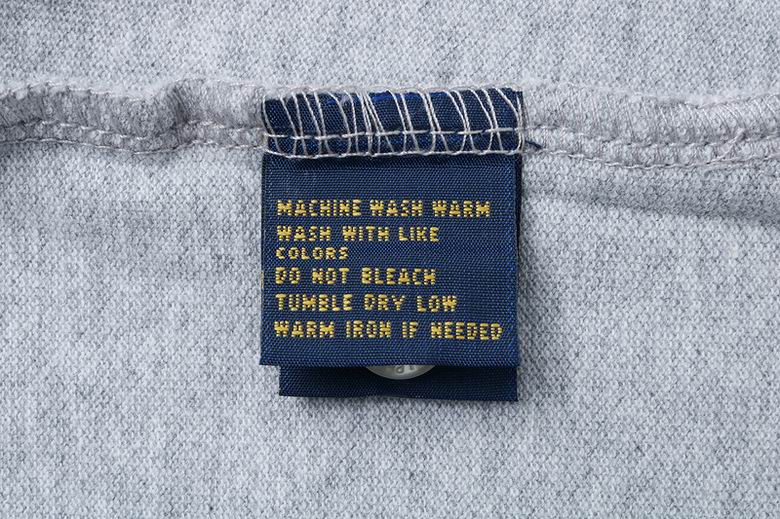 MACHINE WASH WARM
WASH WITH LIKE
COLORS
DO NOT BLEACH
TUMBLE DRY LOW
WARM IRON IF NEEDED